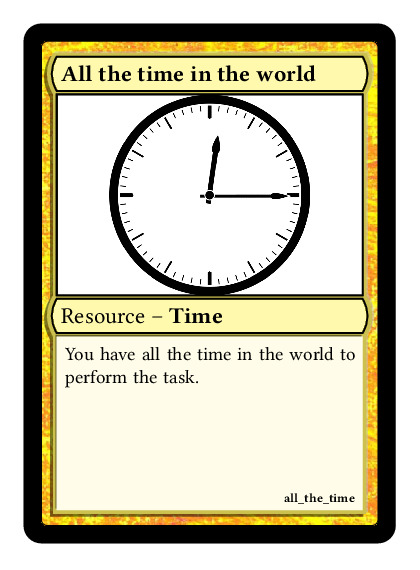 All the time in the world
Resource – Time
You have all the time in the world to
perform the task.
all_the_time